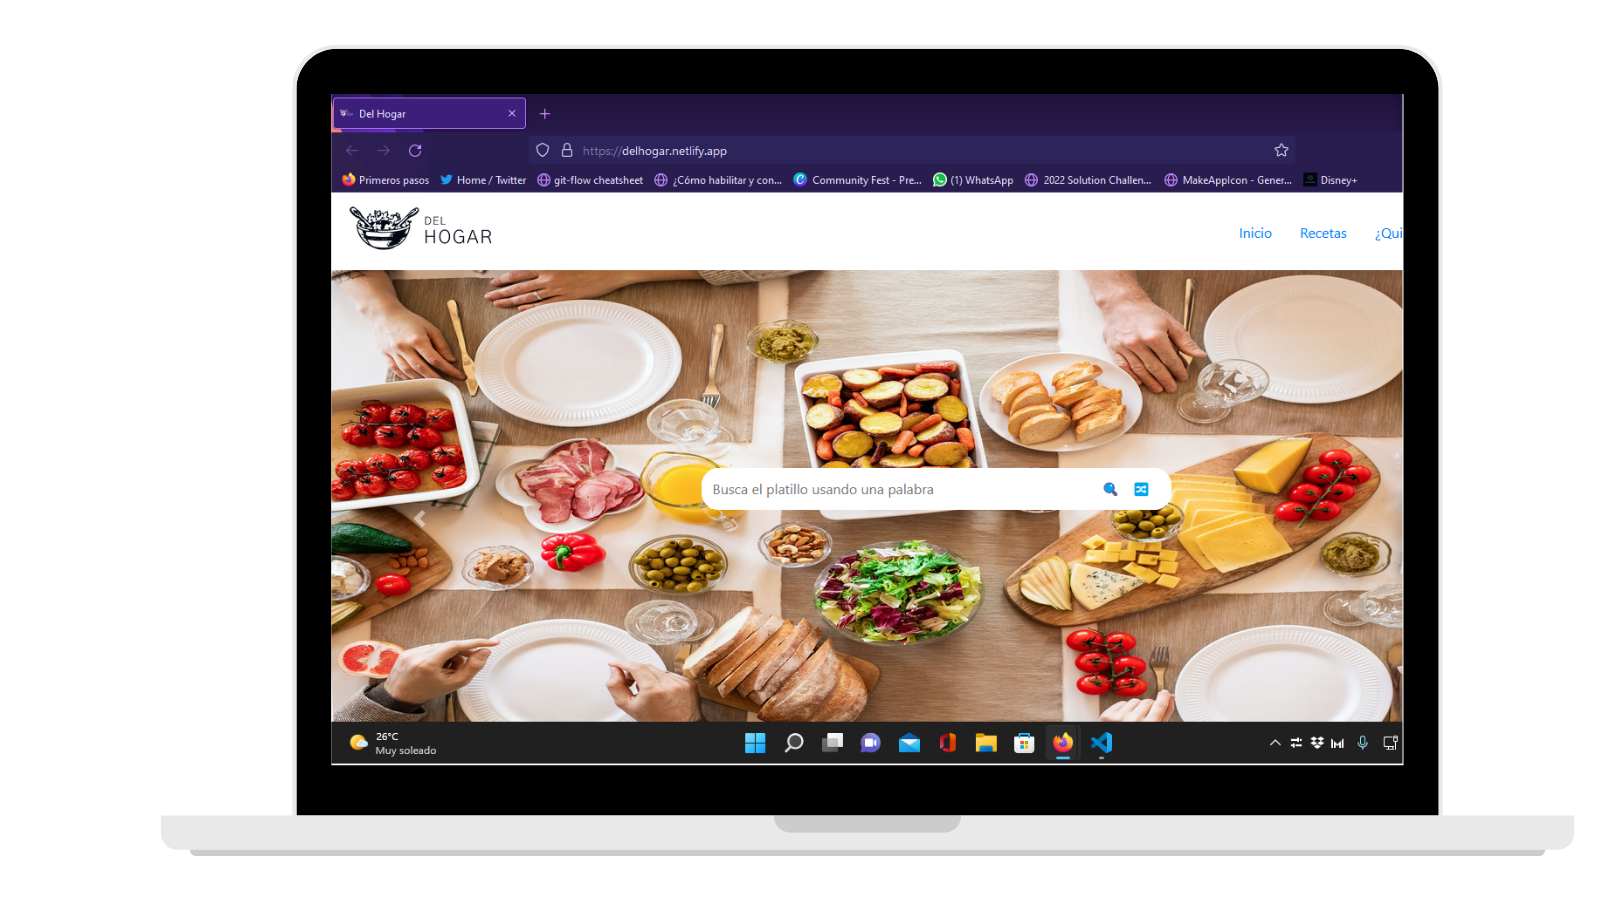 Del Hogar
https://delhogar.netlify.app
Primeros pasos Home / Twitter git-flow cheatsheet ¿Cómo habilitar y con... Community Fest - Pre... (1) WhatsApp 2022 Solution Challen... MakeAppIcon - Gener... Disney+
DEL
HOGAR
Inicio Recetas ¿Qui
Busca el platillo usando una palabra
26°C
Muy soleado